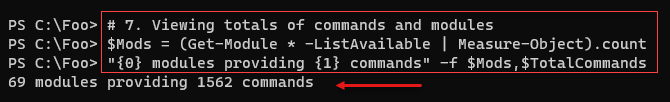 PS C:\Foo> # 7. Viewing totals of commands and modules
PS C:\Foo> $Mods = (Get-Module * -ListAvailable | Measure-Object).count
PS C:\Foo> "{0} modules providing {1} commands" -f $Mods,$TotalCommands
69 modules providing 1562 commands